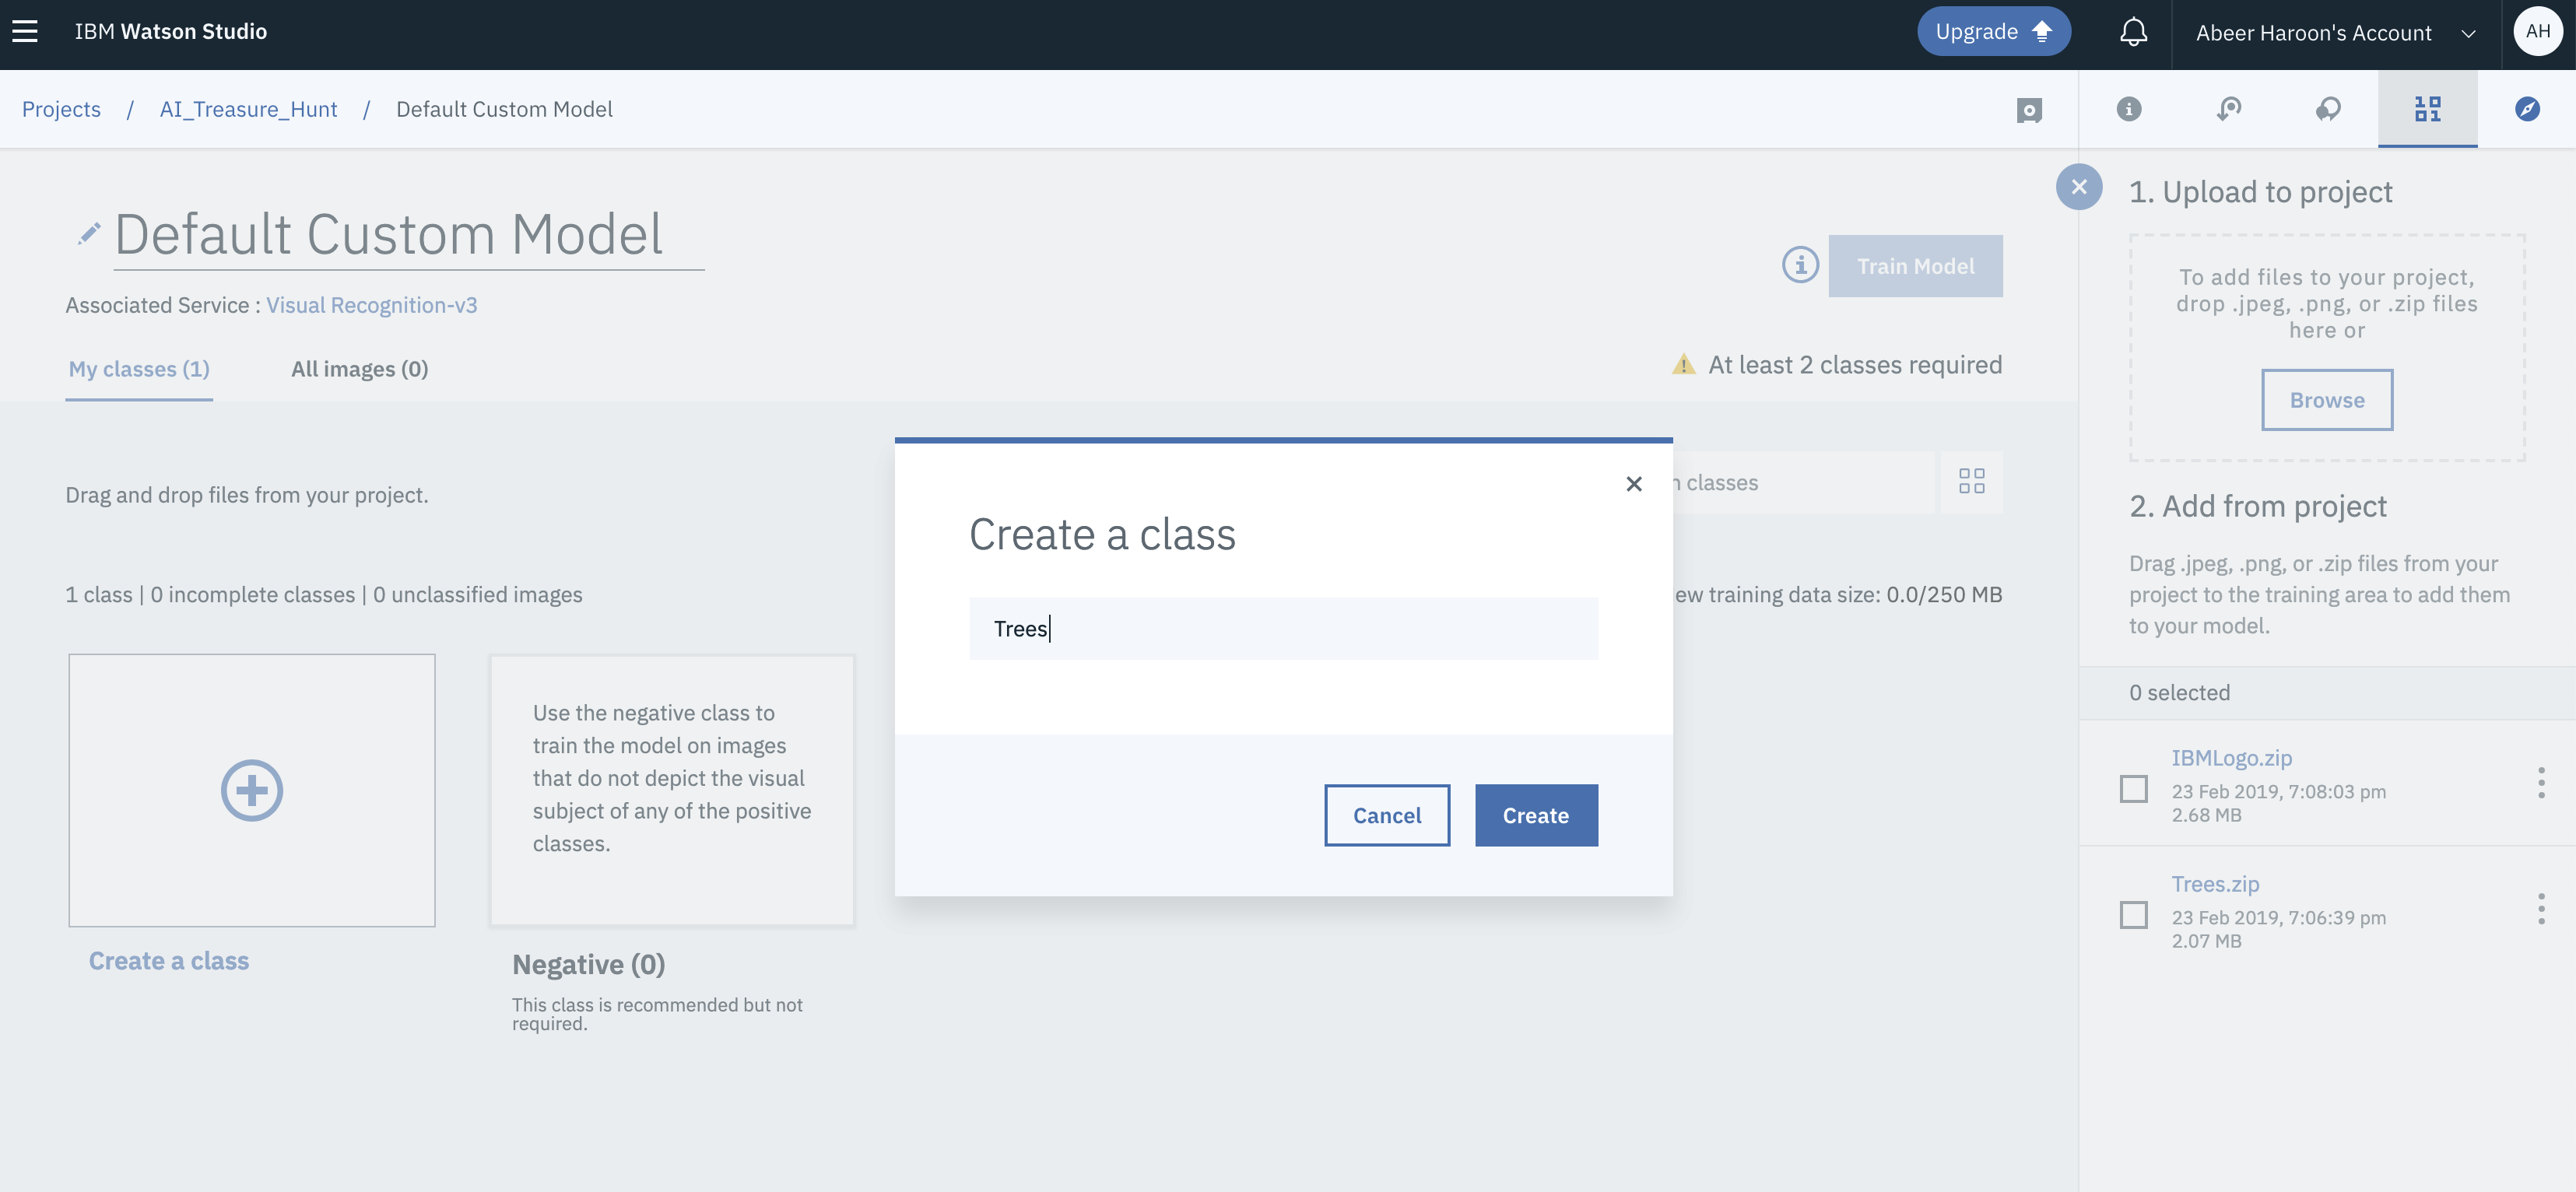 IBM Watson Studio
Upgrade
Abeer Haroon's Account
AH
Projects / AI_Treasure_Hunt / Default Custom Model
Default Custom Model
Train Model
Associated Service : Visual Recognition-v3
My classes (1)
All images (0)
At least 2 classes required
Drag and drop files from your project.
classes
1 class | 0 incomplete classes | 0 unclassified images
training data size: 0.0/250 MB
Create a class
Use the negative class to
train the model on images
that do not depict the visual
subject of any of the positive
classes.
Negative (0)
This class is recommended but not
required.
Create a class
Trees
Cancel
Create
1. Upload to project
To add files to your project,
drop .jpeg, .png, or .zip files
here or
Browse
2. Add from project
Drag .jpeg, .png, or .zip files from your
project to the training area to add them
to your model.
0 selected
IBMLogo.zip
23 Feb 2019, 7:08:03 pm
2.68 MB
Trees.zip
23 Feb 2019, 7:06:39 pm
2.07 MB